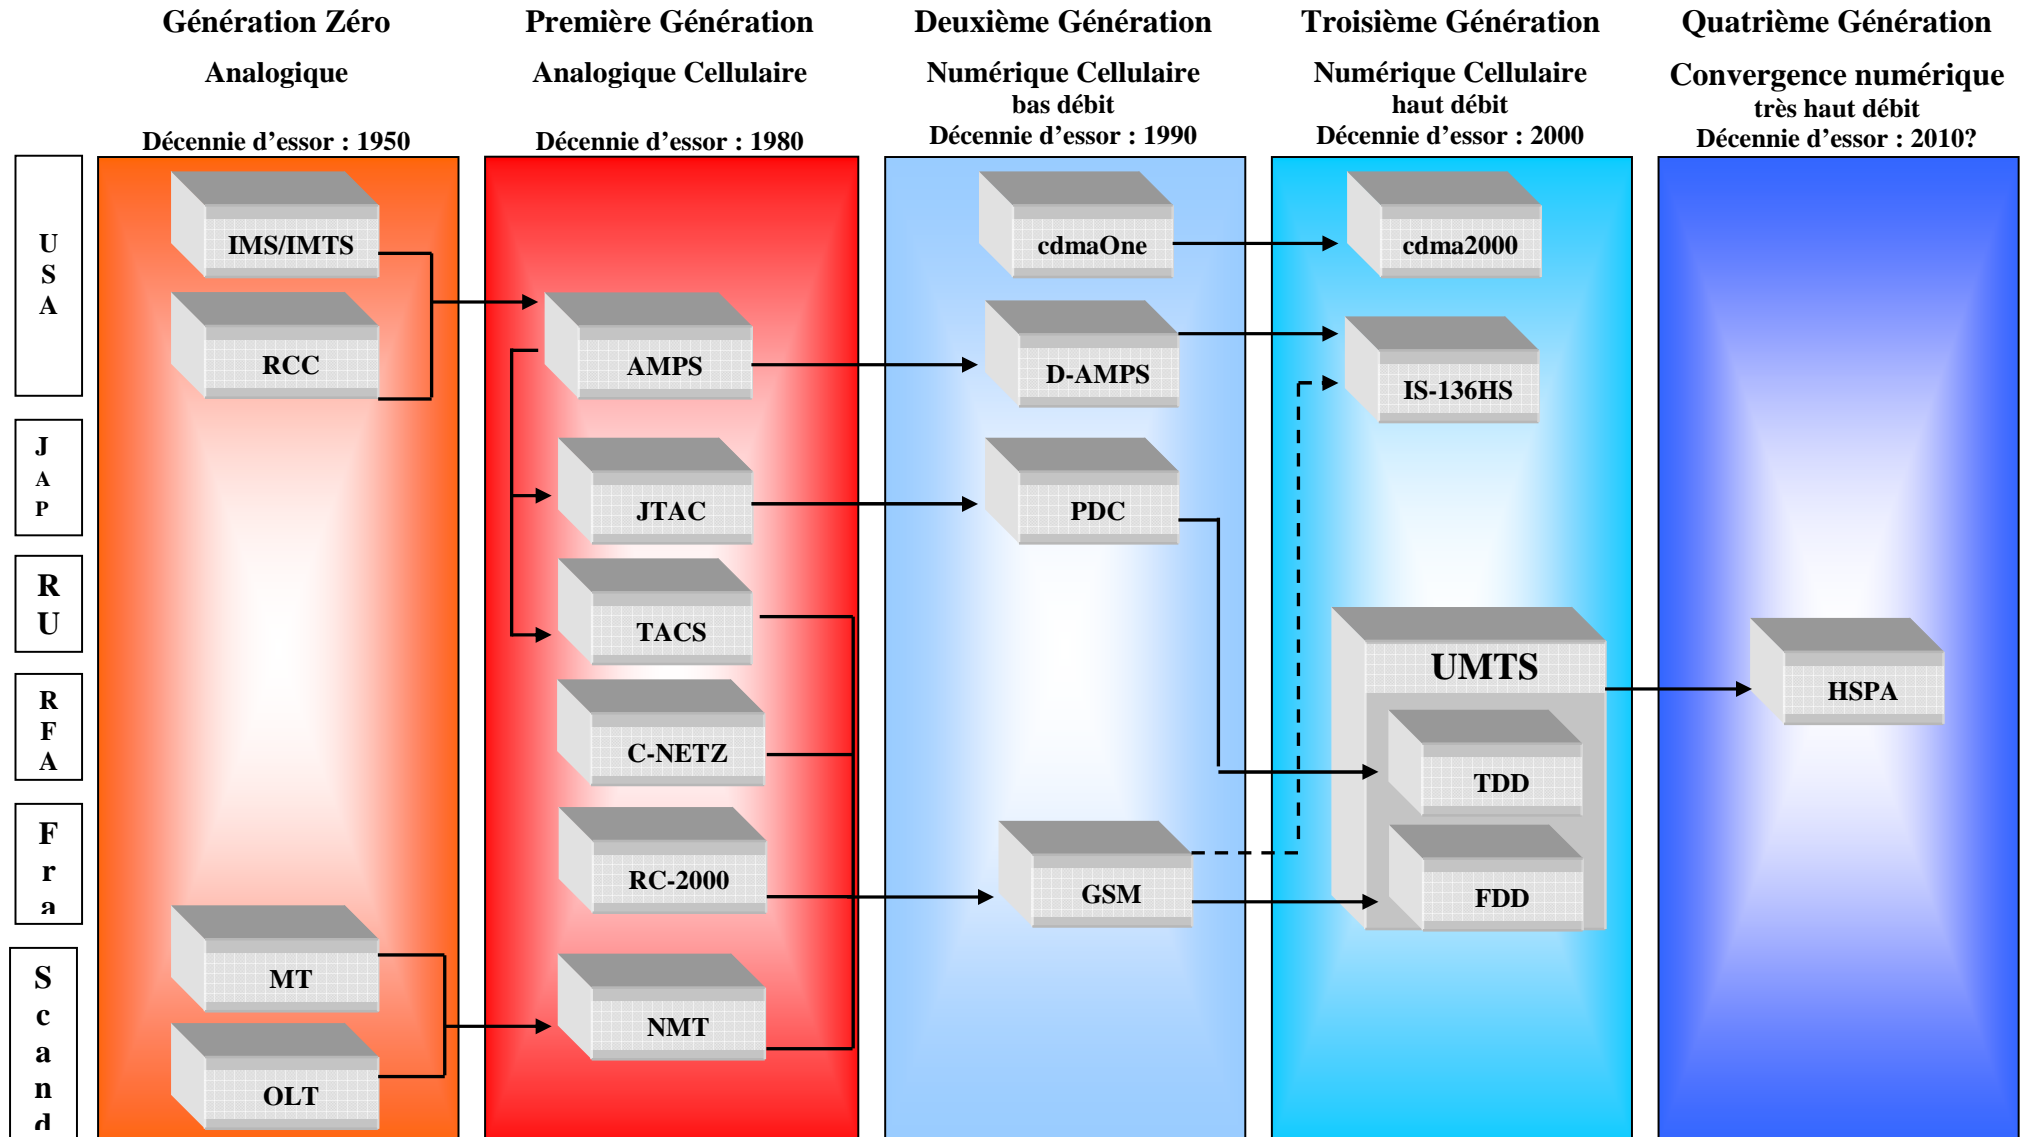 Génération Zéro
Analogique
Décennie d'essor : 1950
Première Génération
Analogique Cellulaire
Décennie d'essor : 1980
Deuxième Génération
Numérique Cellulaire
bas débit
Décennie d'essor : 1990
Troisième Génération
Numérique Cellulaire
haut débit
Décennie d'essor : 2000
Quatrième Génération
Convergence numérique
très haut débit
Décennie d'essor : 2010?
U
S
A
J
A
P
R
U
R
F
A
F
r
a
S
c
a
n
d
IMS/IMTS
RCC
MT
OLT
AMPS
JTAC
TACS
C-NETZ
RC-2000
NMT
cdmaOne
D-AMPS
PDC
GSM
cdma2000
IS-136HS
UMTS
TDD
FDD
HSPA